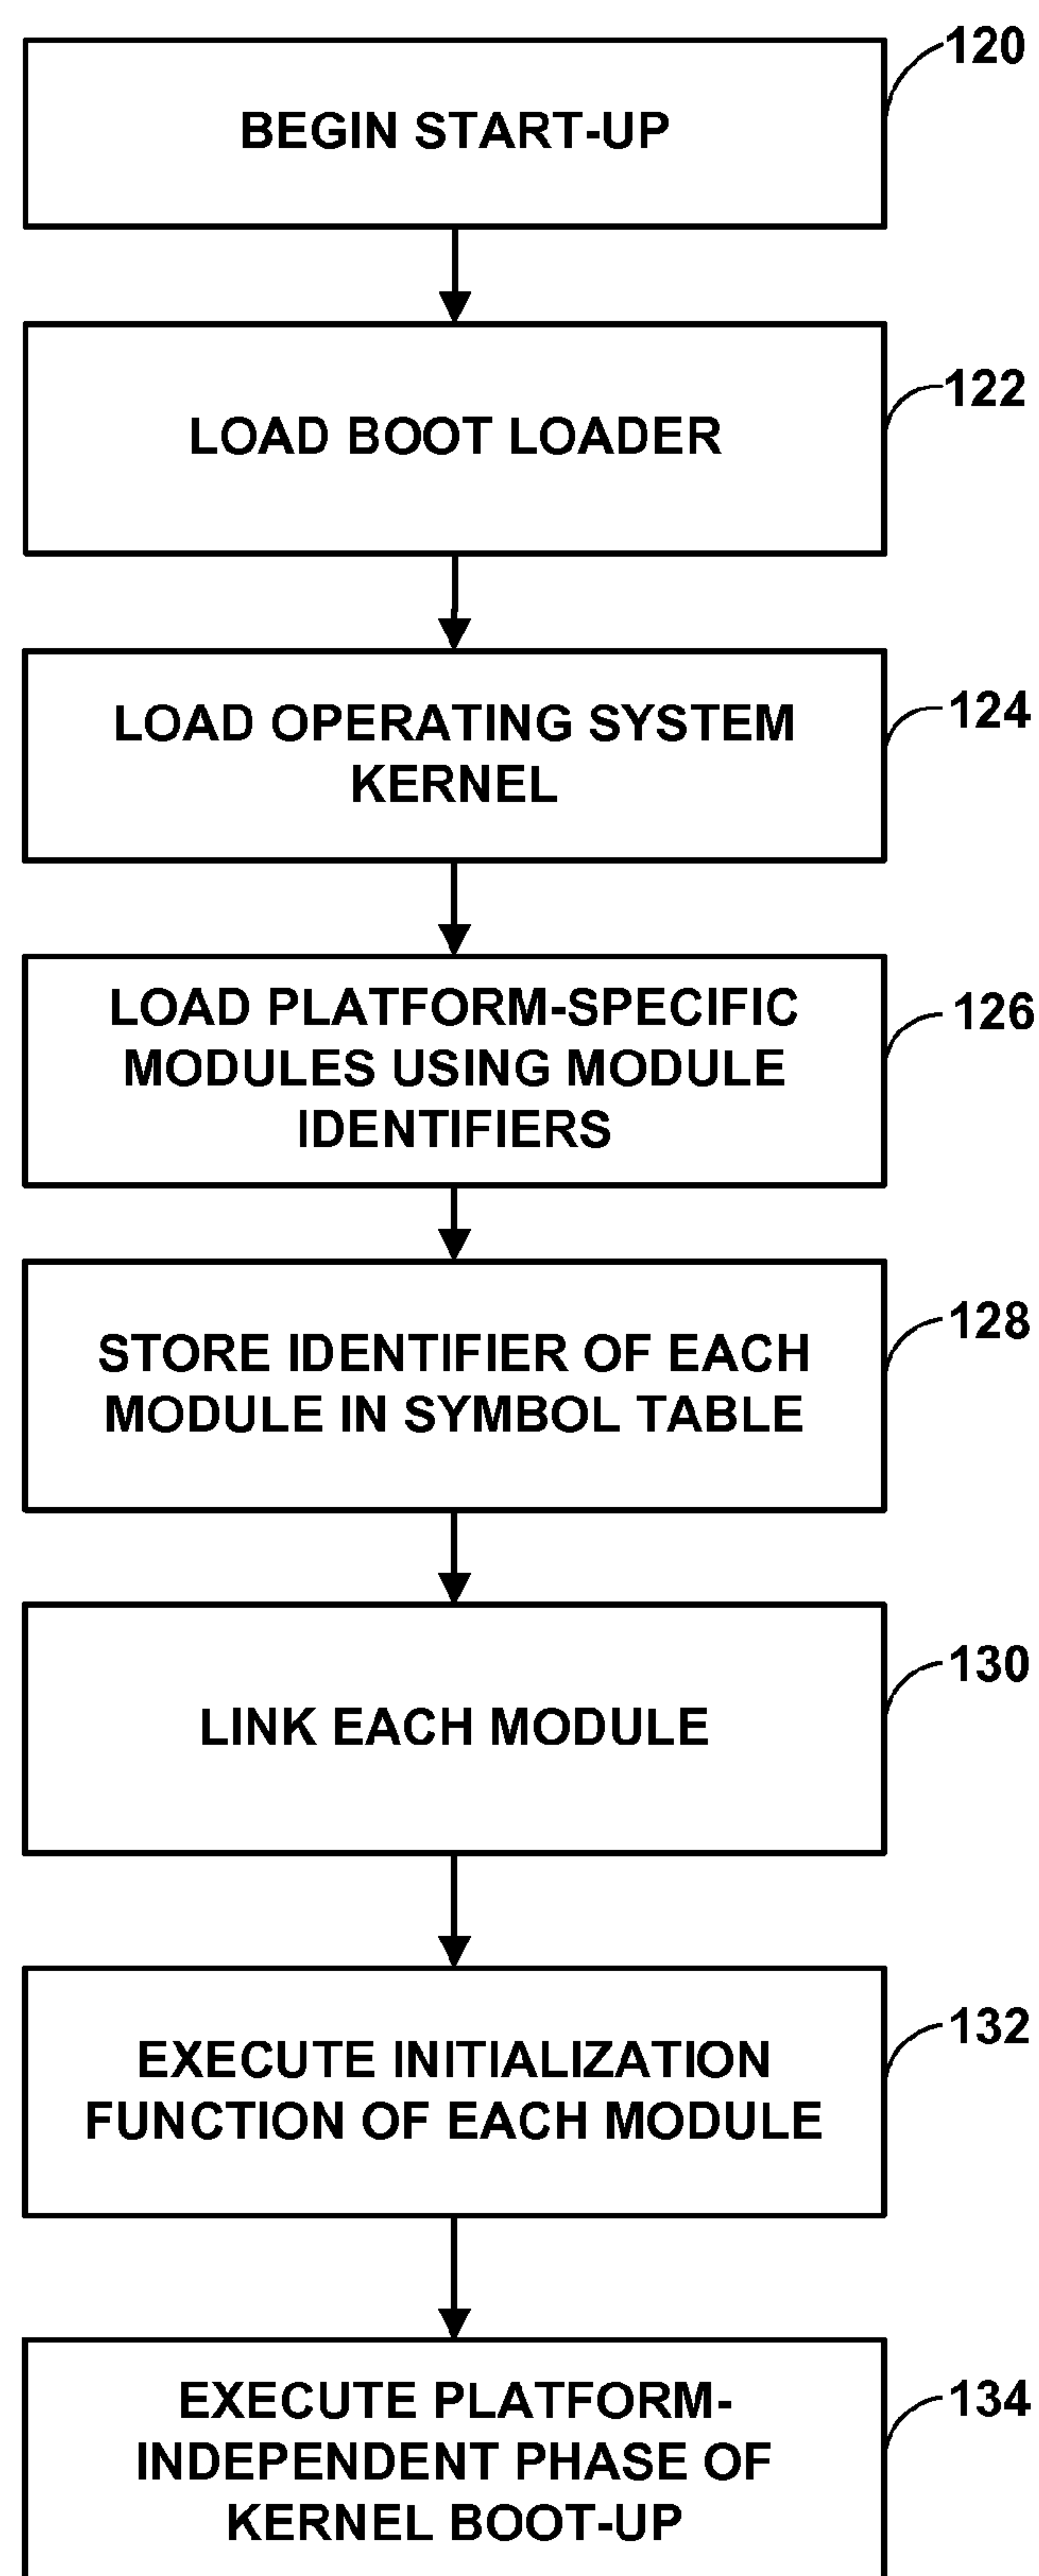 120
BEGIN START-UP
122
LOAD BOOT LOADER
124
LOAD OPERATING SYSTEM
KERNEL
126
LOAD PLATFORM-SPECIFIC
MODULES USING MODULE
IDENTIFIERS
128
STORE IDENTIFIER OF EACH
MODULE IN SYMBOL TABLE
130
LINK EACH MODULE
132
EXECUTE INITIALIZATION
FUNCTION OF EACH MODULE
134
EXECUTE PLATFORM-
INDEPENDENT PHASE OF
KERNEL BOOT-UP